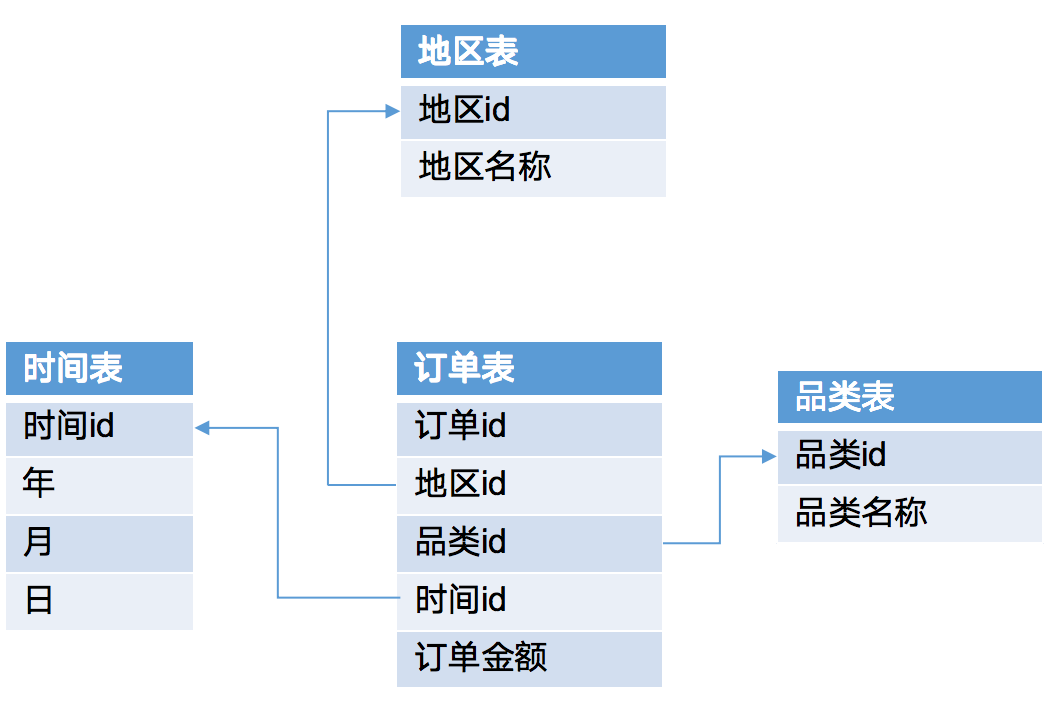 地区表
地区id
地区名称
时间表
时间id
年
月
日
订单表
订单id
地区id
品类id
时间id
订单金额
品类表
品类id
品类名称